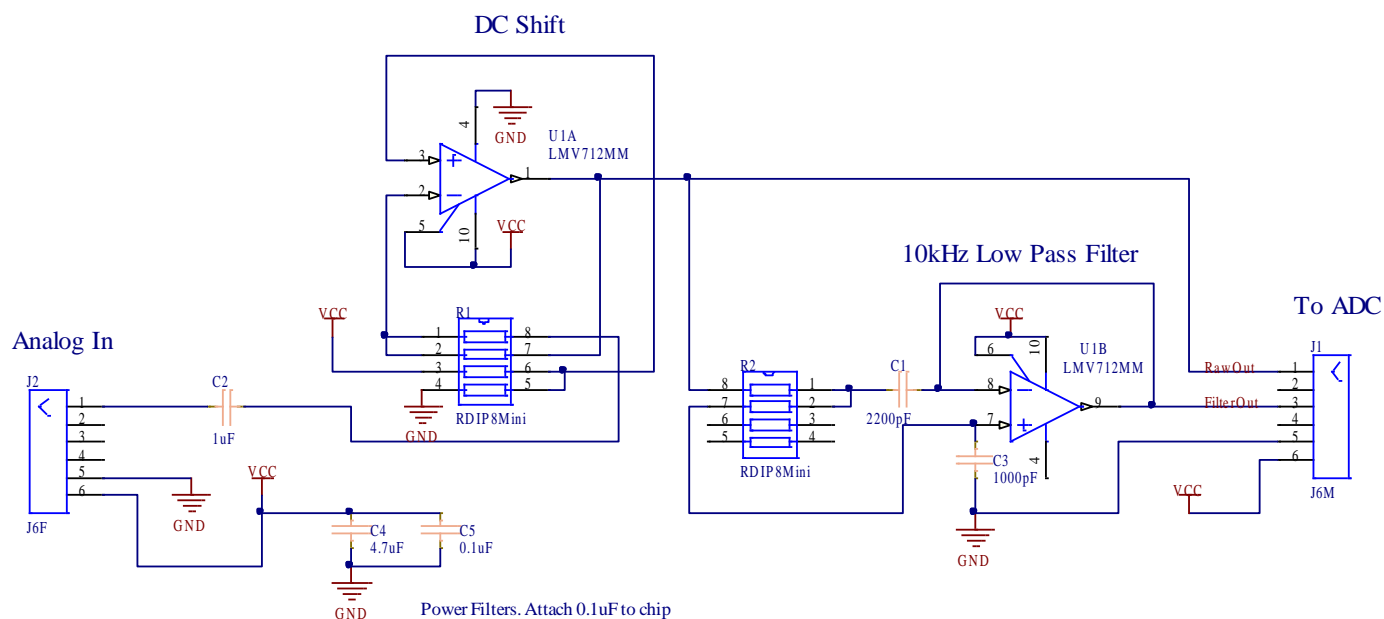 DC Shift
4
GND
U1A
LMV712MM
3
1
2
5
10
VCC
10kHz Low Pass Filter
To ADC
Analog In
VCC
R1
1
8
2
7
3
6
4
5
GND
RDIP8Mini
VCC
6
10
U1B
LMV712MM
J1
RawOut
1
2
FilterOut
3
4
5
6
J6M
J2
1
2
3
4
5
6
J6F
C2
1uF
R2
8
1
7
2
6
3
5
4
RDIP8Mini
C1
2200pF
8
9
7
4
C3
1000pF
GND
VCC
GND
VCC
C4
4.7uF
C5
0.1uF
GND
Power Filters. Attach 0.1uF to chip